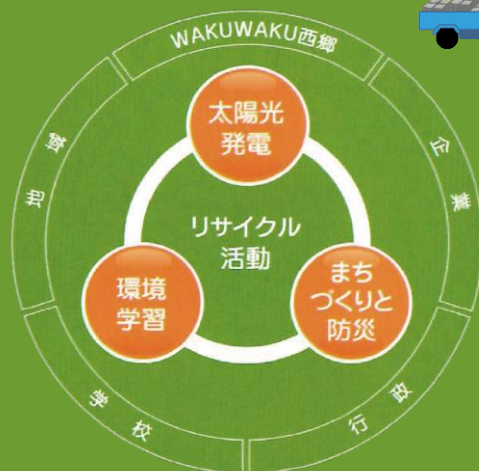 WAKUWAKU西郷
太陽光
発電
地域
企業
リサイクル
活動
環境
学習
まち
づくりと
防災
学校
行政